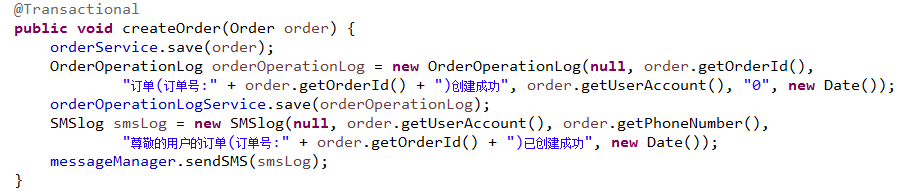 @Transactional
public void createOrder(Order order) {
orderService.save(order);
OrderOperationLog orderOperationLog = new OrderOperationLog(null, order.getOrderId(),
"订单(订单号:" + order.getOrderId() + ")创建成功", order.getUserAccount(), "0", new Date());
orderOperationLogService.save(orderOperationLog);
SMSlog smsLog = new SMSlog(null, order.getUserAccount(), order.getPhoneNumber(),
"尊敬的用户的订单(订单号:" + order.getOrderId() + ")已创建成功", new Date());
messageManager.sendSMS(smsLog);
}